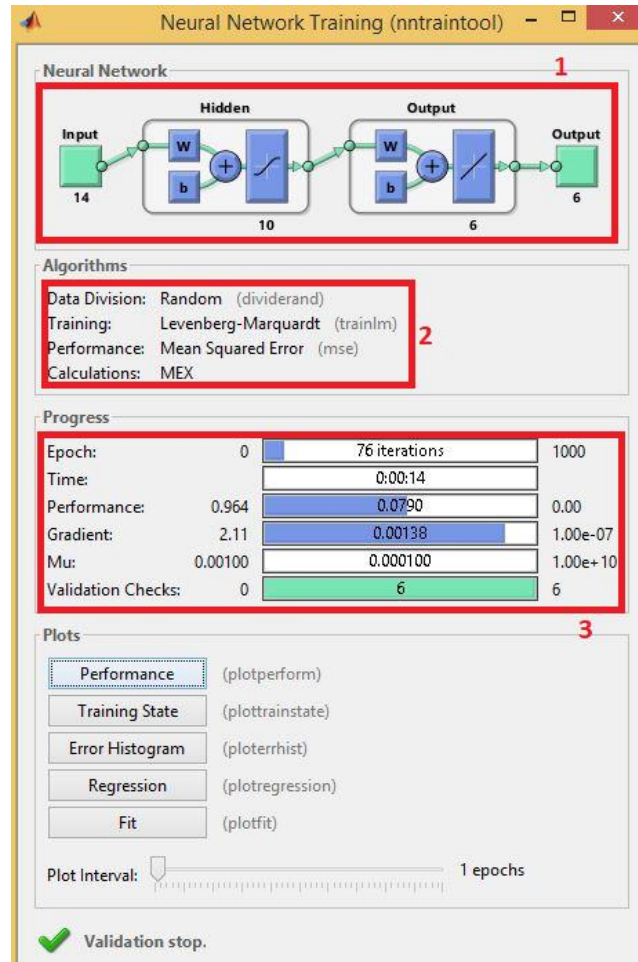 Neural Network Training (nntraintool)
Neural Network
1
Hidden
Output
Input
W
b
+
W
b
+
Output
14
10
6
6
Algorithms
Data Division: Random (dividerand)
Training: Levenberg-Marquardt (trainlm)
Performance: Mean Squared Error (mse)
Calculations: MEX
2
Progress
Epoch: 0 76 iterations 1000
Time: 0:00:14
Performance: 0.964 0.0790 0.00
Gradient: 2.11 0.00138 1.00e-07
Mu: 0.00100 0.000100 1.00e+10
Validation Checks: 0 6 6
3
Plots
Performance (plotperform)
Training State (plottrainstate)
Error Histogram (ploterrhist)
Regression (plotregression)
Fit (plotfit)
Plot Interval: 1 epochs
Validation stop.